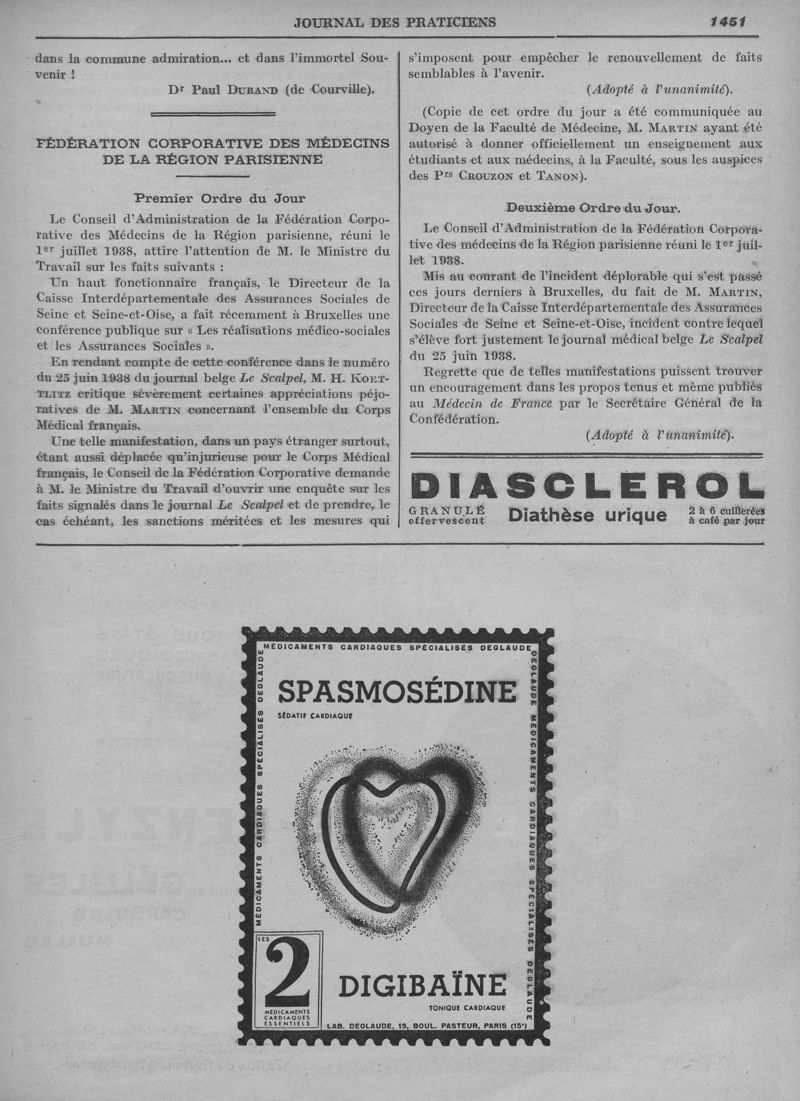 JOURNAL DES PRATICIENS 1451
dans la commune admiration... et dans l'immortel Sou-
venir !
Dr Paul DURAND (de Courville).
FÉDÉRATION CORPORATIVE DES MÉDECINS
DE LA RÉGION PARISIENNE
Premier Ordre du Jour
Le Conseil d'Administration de la Fédération Corpo-
rative des Médecins de la Région parisienne, réuni le
1er juillet 1938, attire l'attention de M. le Ministre du
Travail sur les faits suivants :
Un haut fonctionnaire français, le Directeur de la
Caisse Interdépartementale des Assurances Sociales de
Seine et Seine-et-Oise, a fait récemment à Bruxelles une
conférence publique sur « Les réalisations médico-sociales
et les Assurances Sociales ».
En rendant compte de cette conférence dans le numéro
du 25 juin 1938 du journal belge Le Scalpel, M. H. KOET-
TLITZ critique sévèrement certaines appréciations péjo-
ratives de M. MARTIN concernant l'ensemble du Corps
Médical français.
Une telle manifestation, dans un pays étranger surtout,
étant aussi déplacée qu'injurieuse pour le Corps Médical
français, le Conseil de la Fédération Corporative demande
à M. le Ministre du Travail d'ouvrir une enquête sur les
faits signalés dans le journal Le Scalpel et de prendre, le
cas échéant, les sanctions méritées et les mesures qui
s'imposent pour empêcher le renouvellement de faits
semblables à l'avenir.
(Adopté à l'unanimité).
(Copie de cet ordre du jour a été communiquée au
Doyen de la Faculté de Médecine, M. MARTIN ayant été
autorisé à donner officiellement un enseignement aux
étudiants et aux médecins, à la Faculté, sous les auspices
des Prs CROUZON et TANON).
Deuxième Ordre du Jour.
Le Conseil d'Administration de la Fédération Corpora-
tive des médecins de la Région parisienne réuni le 1er juil-
let 1938.
Mis au courant de l'incident déplorable qui s'est passé
ces jours derniers à Bruxelles, du fait de M. MARTIN,
Directeur de la Caisse Interdépartementale des Assurances
Sociales de Seine et Seine-et-Oise, incident contre lequel
s'élève fort justement le journal médical belge Le Scalpel
du 25 juin 1938.
Regrette que de telles manifestations puissent trouver
un encouragement dans les propos tenus et même publiés
au Médecin de France par le Secrétaire Général de la
Confédération.
(Adopté à l'unanimité).
DIASCLEROL
GRANULÉ
effervescent
Diathèse urique
2 à 6 cuillerées
à café par jour
MÉDICAMENTS CARDIAQUES SPÉCIALISÉS DEGLAUDE
DEGLAUDE MÉDICAMENTS CARDIAQUES SPÉCIALISÉS DEGLAUDE
MÉDICAMENTS CARDIAQUES SPÉCIALISÉS DEGLAUDE
SPASMOSÉDINE
SÉDATIF CARDIAQUE
LES
2
MÉDICAMENTS
CARDIAQUES
ESSENTIELS
DIGIBAÏNE
TONIQUE CARDIAQUE
LAB. DEGLAUDE, 15, BOUL. PASTEUR, PARIS (15e)